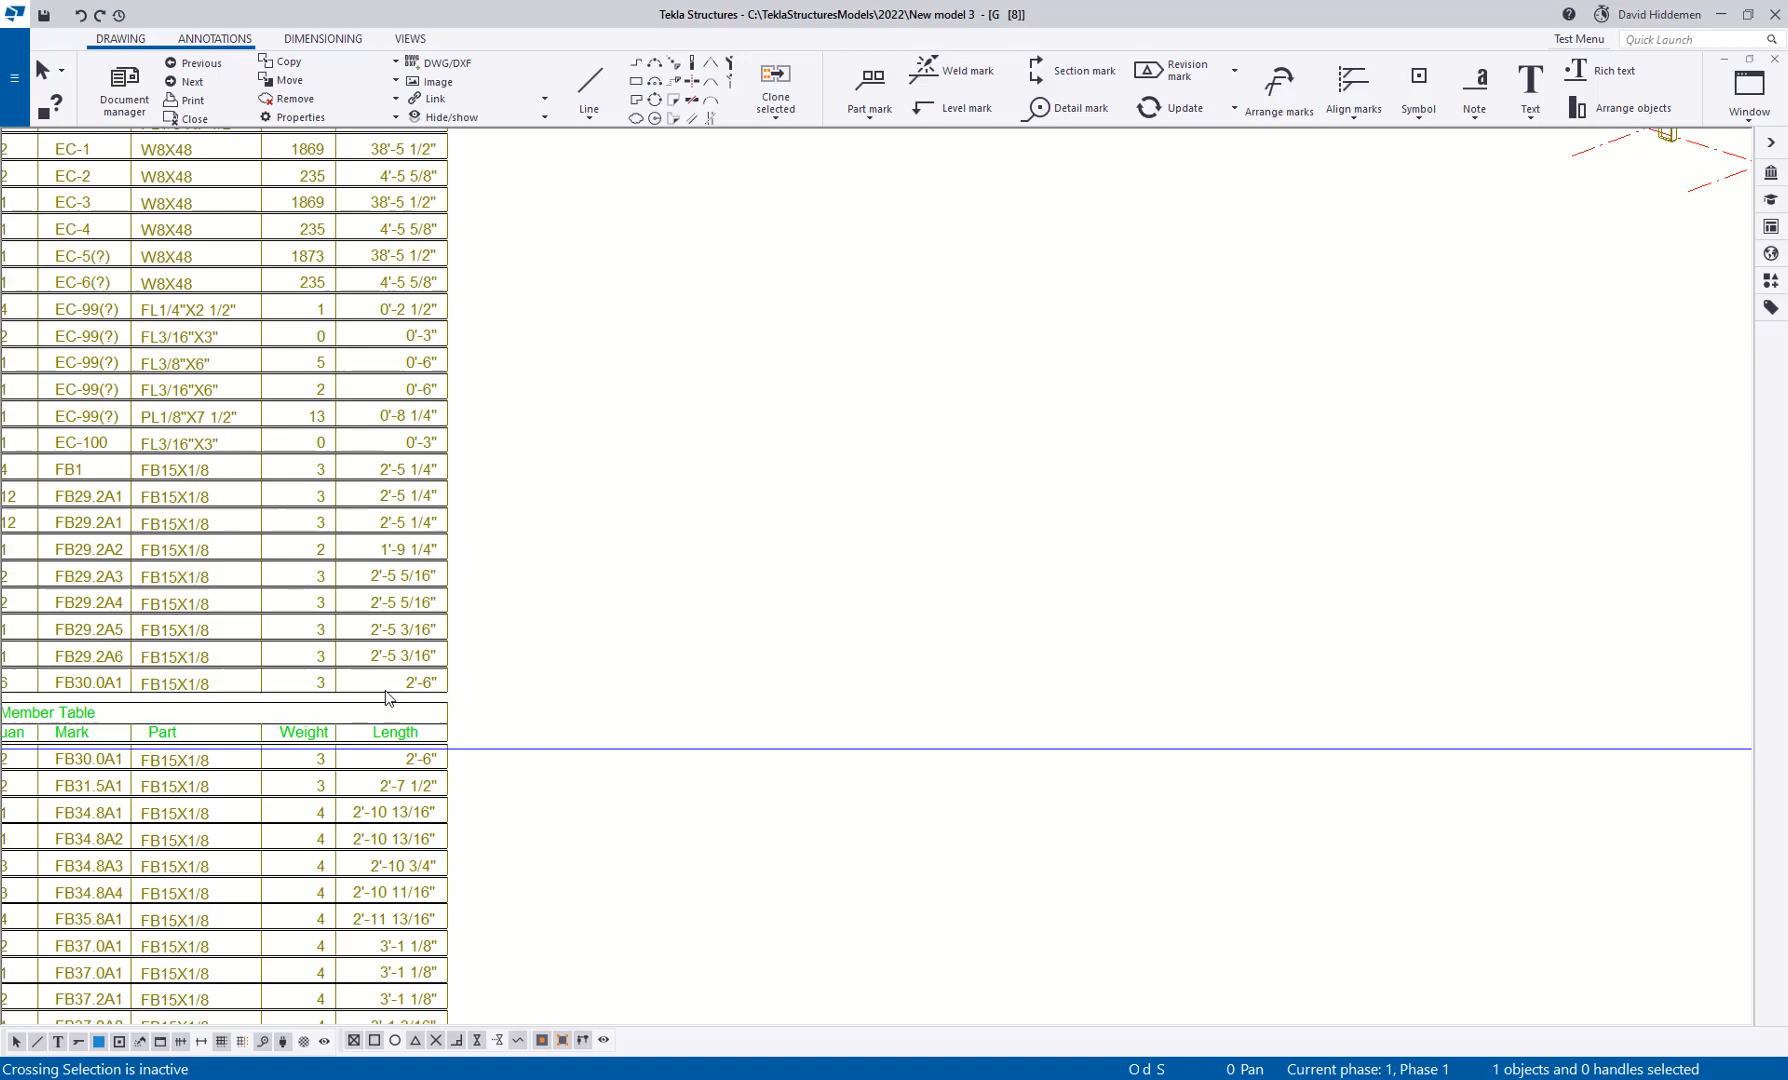 Tekla Structures - C:\TeklaStructuresModels\2022\New model 3 - [G [8]]
David Hiddemen
DRAWING ANNOTATIONS DIMENSIONING VIEWS
Test Menu Quick Launch
Document manager
Previous
Next
Print
Close
Copy
Move
Remove
Properties
DWG/DXF
Image
Link
Hide/show
Line
Clone selected
Part mark
Weld mark
Level mark
Section mark
Detail mark
Revision mark
Update
Arrange marks
Align marks
Symbol
Note
Text
Rich text
Arrange objects
Window
2 EC-1 W8X48 1869 38'-5 1/2"
2 EC-2 W8X48 235 4'-5 5/8"
1 EC-3 W8X48 1869 38'-5 1/2"
1 EC-4 W8X48 235 4'-5 5/8"
1 EC-5(?) W8X48 1873 38'-5 1/2"
1 EC-6(?) W8X48 235 4'-5 5/8"
4 EC-99(?) FL1/4"X2 1/2" 1 0'-2 1/2"
2 EC-99(?) FL3/16"X3" 0 0'-3"
1 EC-99(?) FL3/8"X6" 5 0'-6"
1 EC-99(?) FL3/16"X6" 2 0'-6"
1 EC-99(?) PL1/8"X7 1/2" 13 0'-8 1/4"
1 EC-100 FL3/16"X3" 0 0'-3"
4 FB1 FB15X1/8 3 2'-5 1/4"
12 FB29.2A1 FB15X1/8 3 2'-5 1/4"
12 FB29.2A1 FB15X1/8 3 2'-5 1/4"
1 FB29.2A2 FB15X1/8 2 1'-9 1/4"
2 FB29.2A3 FB15X1/8 3 2'-5 5/16"
2 FB29.2A4 FB15X1/8 3 2'-5 5/16"
1 FB29.2A5 FB15X1/8 3 2'-5 3/16"
1 FB29.2A6 FB15X1/8 3 2'-5 3/16"
6 FB30.0A1 FB15X1/8 3 2'-6"
Member Table
uan Mark Part Weight Length
2 FB30.0A1 FB15X1/8 3 2'-6"
2 FB31.5A1 FB15X1/8 3 2'-7 1/2"
1 FB34.8A1 FB15X1/8 4 2'-10 13/16"
1 FB34.8A2 FB15X1/8 4 2'-10 13/16"
3 FB34.8A3 FB15X1/8 4 2'-10 3/4"
3 FB34.8A4 FB15X1/8 4 2'-10 11/16"
4 FB35.8A1 FB15X1/8 4 2'-11 13/16"
2 FB37.0A1 FB15X1/8 4 3'-1 1/8"
1 FB37.0A1 FB15X1/8 4 3'-1 1/8"
2 FB37.2A1 FB15X1/8 4 3'-1 1/8"
Crossing Selection is inactive
O d S 0 Pan Current phase: 1, Phase 1 1 objects and 0 handles selected